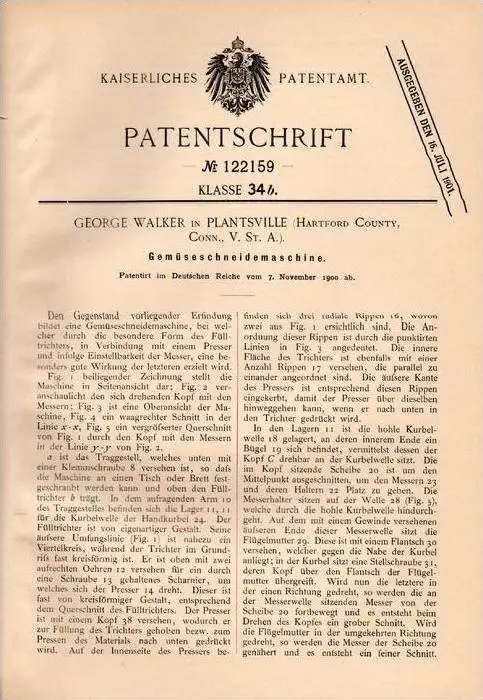 KAISERLICHES PATENTAMT.
AUSGEGEBEN DEN 16. JULI 1901.
PATENTSCHRIFT
№ 122159
KLASSE 34b.
GEORGE WALKER IN PLANTSVILLE (HARTFORD COUNTY,
CONN., V. ST. A.).
Gemüseschneidemaschine.
Patentirt im Deutschen Reiche vom 7. November 1900 ab.
Den Gegenstand vorliegender Erfindung
bildet eine Gemüseschneidemaschine, bei wel-
cher durch die besondere Form des Füll-
trichters, in Verbindung mit einem Presser
und infolge Einstellbarkeit der Messer, eine be-
sonders gute Wirkung der letzteren erzielt wird.
Fig. 1 beiliegender Zeichnung stellt die
Maschine in Seitenansicht dar; Fig. 2 ver-
anschaulicht den sich drehenden Kopf mit den
Messern; Fig. 3 ist eine Oberansicht der Ma-
schine, Fig. 4 ein waagrechter Schnitt in der
Linie x-x, Fig. 5 ein vergröſserter Querschnitt
von Fig. 1 durch den Kopf mit den Messern
in der Linie y-y von Fig. 2.
a ist das Traggestell, welches unten mit
einer Klemmschraube 8 versehen ist, so daſs
die Maschine an einen Tisch oder Brett fest-
geschraubt werden kann und oben den Füll-
trichter b trägt. In dem aufragenden Arm 10
des Traggestelles befinden sich die Lager 11, 11
für die Kurbelwelle der Handkurbel 24. Der
Fülltrichter ist von eigenartiger Gestalt. Seine
äuſsere Umfangslinie (Fig. 1) ist nahezu ein
Viertelkreis, während der Trichter im Grund-
riſs fast kreisförmig ist. Er ist oben mit zwei
aufrechten Oehren 12 versehen für ein durch
eine Schraube 13 gehaltenes Scharnier, an
welches sich der Presser 14 dreht. Dieser ist
fast von kreisförmiger Gestalt, entsprechend
dem Querschnitt des Fülltrichters. Der Presser
ist mit einem Kopf 38 versehen, wodurch er
zur Füllung des Trichters gehoben bezw. zum
Pressen des Materials nach unten gedrückt
wird. Auf der Innenseite des Pressers be-
finden sich drei radiale Rippen 16, wovon
zwei aus Fig. 1 ersichtlich sind. Die An-
ordnung dieser Rippen ist durch die punktirten
Linien in Fig. 3 angedeutet. Die innere
Fläche des Trichters ist ebenfalls mit einer
Anzahl Rippen 17 versehen, die parallel zu
einander angeordnet sind. Die äuſsere Kante
des Pressers ist entsprechend diesen Rippen
eingekerbt, damit der Presser über dieselben
hinweggehen kann, wenn er nach unten in
den Trichter gedrückt wird.
In den Lagern 11 ist die hohle Kurbel-
welle 18 gelagert, an deren innerem Ende ein
Bügel 19 sich befindet, vermittelst dessen der
Kopf C drehbar an der Kurbelwelle sitzt. Die
im Kopf sitzende Scheibe 20 ist um den
Mittelpunkt ausgeschnitten, um den Messern 23
und deren Haltern 22 Platz zu geben. Die
Messerhalter sitzen auf der Welle 28 (Fig. 5),
welche durch die hohle Kurbelwelle hindurch-
geht. Auf dem mit einem Gewinde versehenen
äuſseren Ende dieser Messerwelle sitzt die
Flügelmutter 29. Diese ist mit einem Flantsch 30
versehen, welcher gegen die Nabe der Kurbel
anliegt; in der Kurbel sitzt eine Stellschraube 31,
deren Kopf über den Flantsch der Flügel-
mutter übergreift. Wird nun die letztere in
der einen Richtung gedreht, so werden die an
der Messerwelle sitzenden Messer von der
Scheibe 20 fortbewegt und es entsteht beim
Drehen des Kopfes ein grober Schnitt. Wird
die Flügelmutter in der umgekehrten Richtung
gedreht, so werden die Messer der Scheibe 20
genähert und es entsteht ein feiner Schnitt.